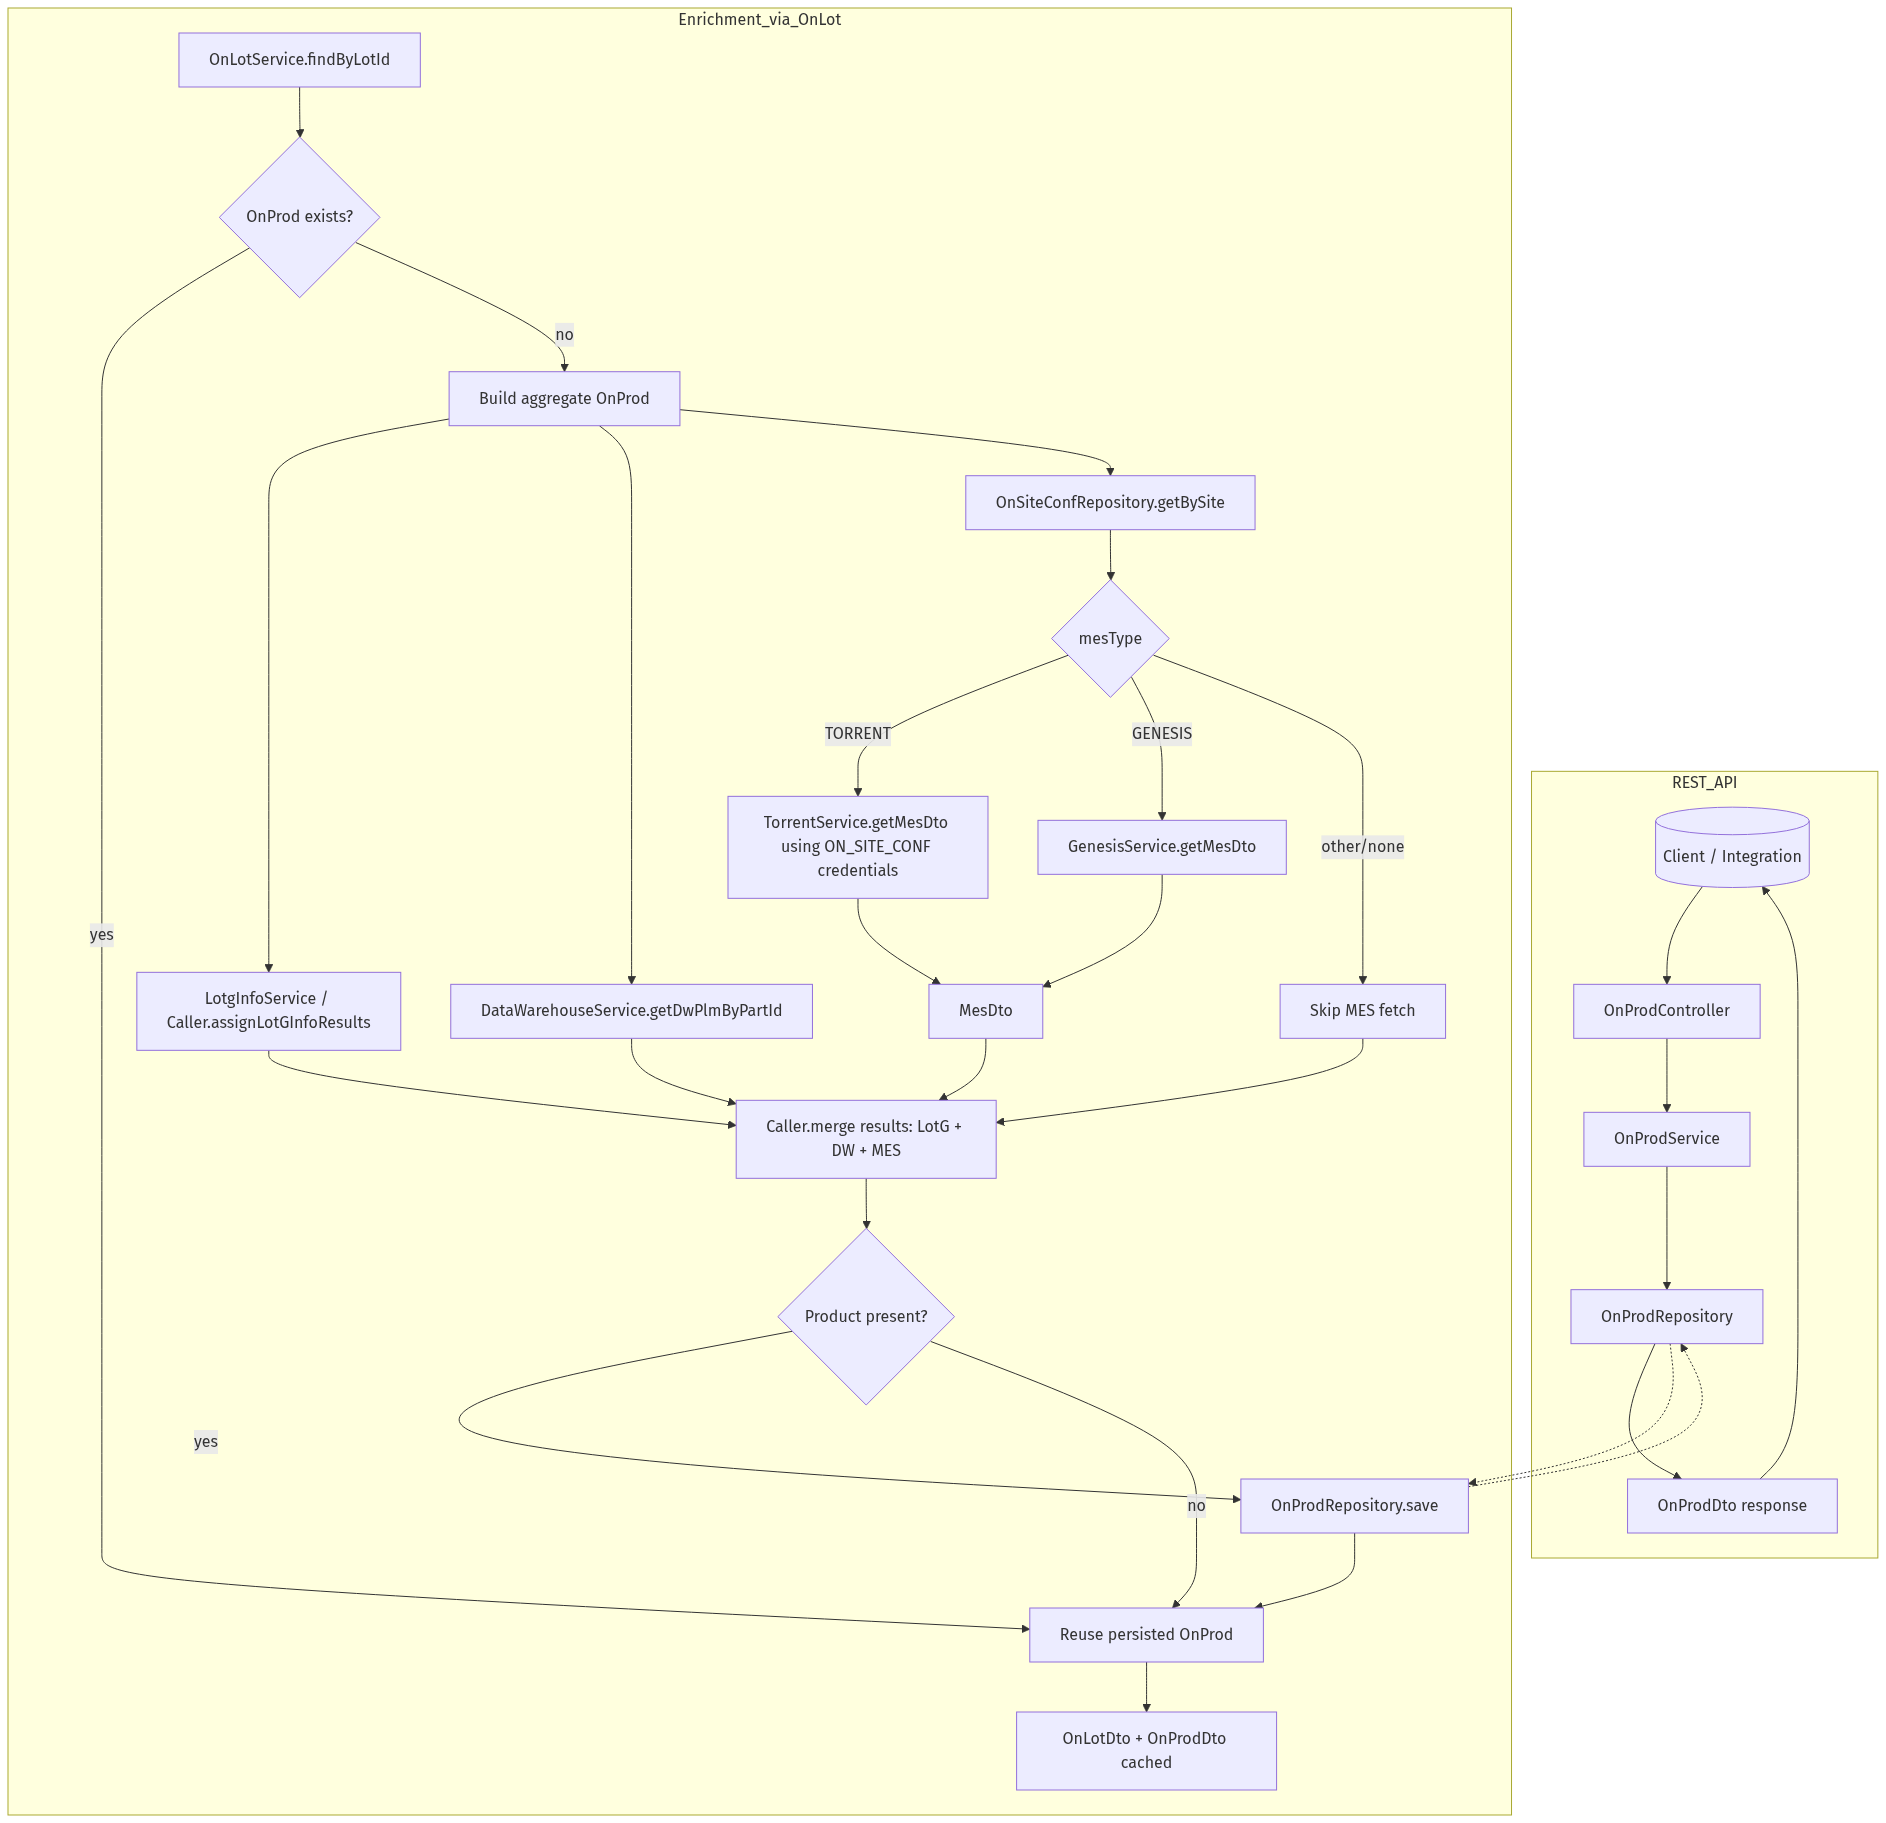 Enrichment_via_OnLot
OnLotService.findByLotId
OnProd exists?
no
Build aggregate OnProd
OnSiteConfRepository.getBySite
mesType
TORRENT
GENESIS
TorrentService.getMesDto
using ON_SITE_CONF
credentials
GenesisService.getMesDto
other/none
yes
LotgInfoService /
Caller.assignLotGInfoResults
DataWarehouseService.getDwPlmByPartId
MesDto
Skip MES fetch
Caller.merge results: LotG +
DW + MES
Product present?
yes
no
OnProdRepository.save
Reuse persisted OnProd
OnLotDto + OnProdDto
cached
REST_API
Client / Integration
OnProdController
OnProdService
OnProdRepository
OnProdDto response